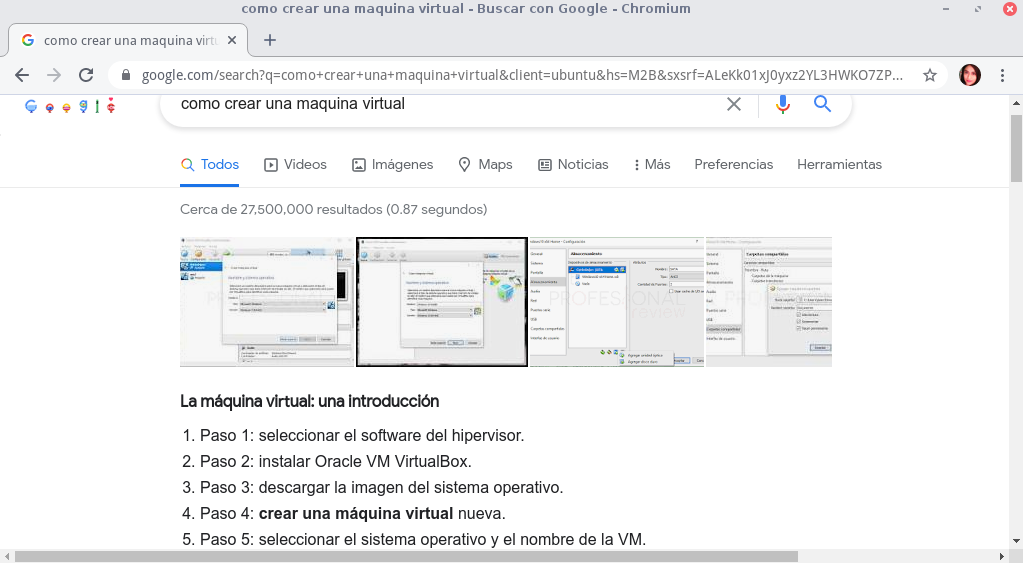 como crear una maquina virtual - Buscar con Google - Chromium
como crear una maquina virtu
google.com/search?q=como+crear+una+maquina+virtual&client=ubuntu&hs=M2B&sxsrf=ALeKk01xJ0yxz2YL3HWKO7ZP...
como crear una maquina virtual
Todos Videos Imágenes Maps Noticias Más Preferencias Herramientas
Cerca de 27,500,000 resultados (0.87 segundos)
La máquina virtual: una introducción
1. Paso 1: seleccionar el software del hipervisor.
2. Paso 2: instalar Oracle VM VirtualBox.
3. Paso 3: descargar la imagen del sistema operativo.
4. Paso 4: crear una máquina virtual nueva.
5. Paso 5: seleccionar el sistema operativo y el nombre de la VM.